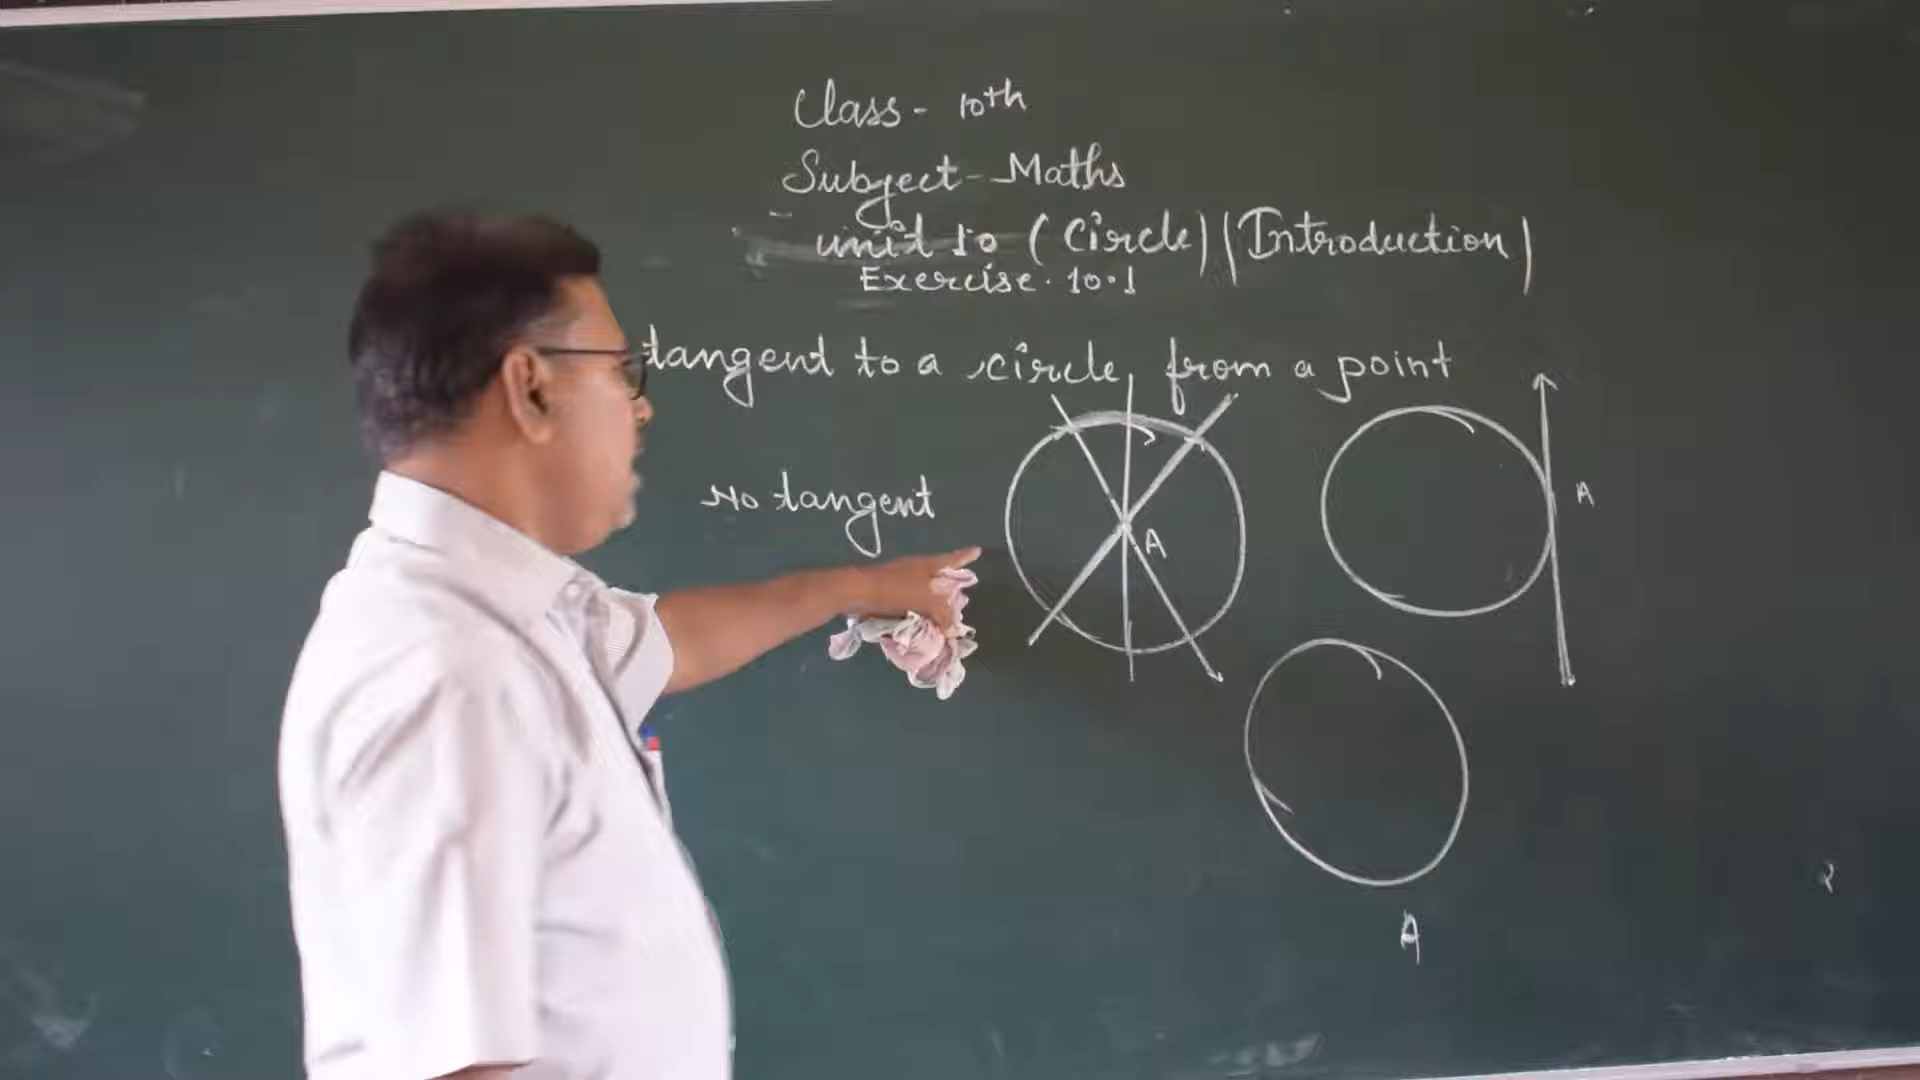 Class - 10th
Subject - Maths
unit 10 (Circle) (Introduction)
Exercise. 10.1
tangent to a circle, from a point
No tangent
A
A
A